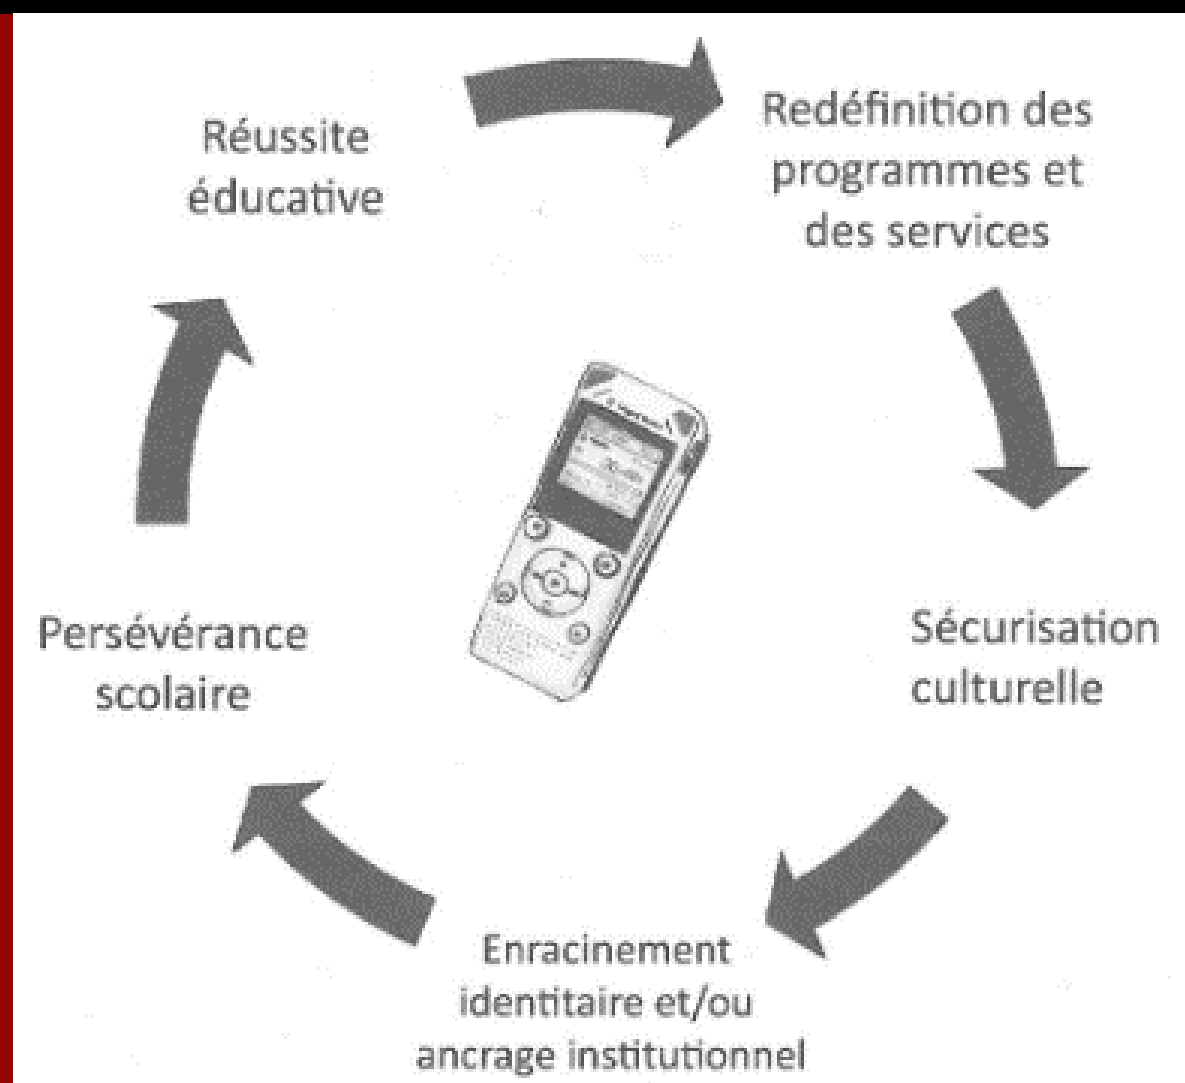 Réussite
éducative
Redéfinition des
programmes et
des services
Sécurisation
culturelle
Enracinement
identitaire et/ou
ancrage institutionnel
Persévérance
scolaire